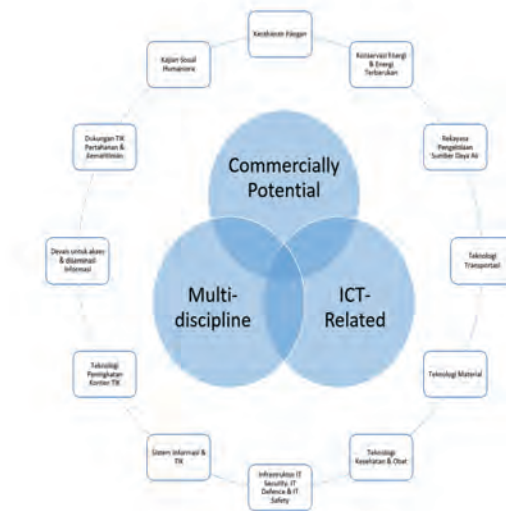 Ketahanan Pangan
Konservasi Energi
& Energi
Terbarukan
Rekayasa
Pengelolaan
Sumber Daya Air
Teknologi
Transportasi
Teknologi Material
Teknologi
Kesehatan & Obat
Infrastruktur IT
Security, IT
Defence & IT
Safety
Sistem Informasi &
TIK
Teknologi
Peningkatan
Konten TIK
Devais untuk akses
& diseminasi
Informasi
Dukungan TIK
Pertahanan &
Kemaritiman
Kajian Sosial
Humaniora
Commercially
Potential
Multi-
discipline
ICT-
Related